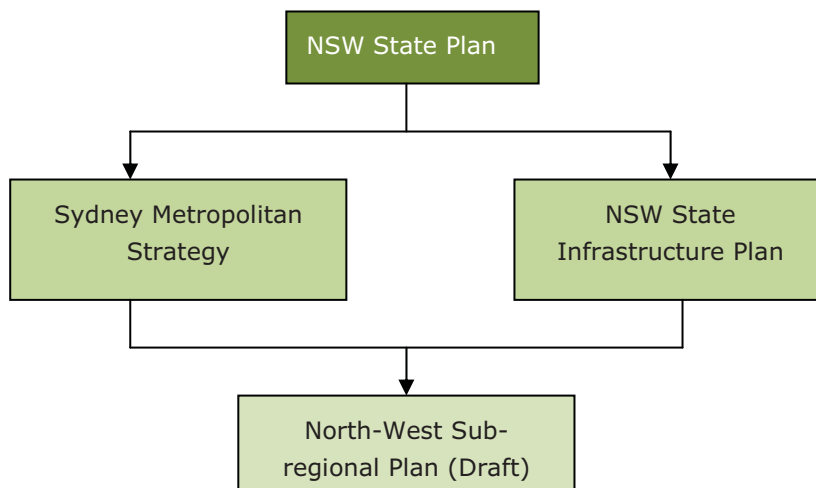 NSW State Plan
Sydney Metropolitan
Strategy
NSW State
Infrastructure Plan
North-West Sub-
regional Plan (Draft)